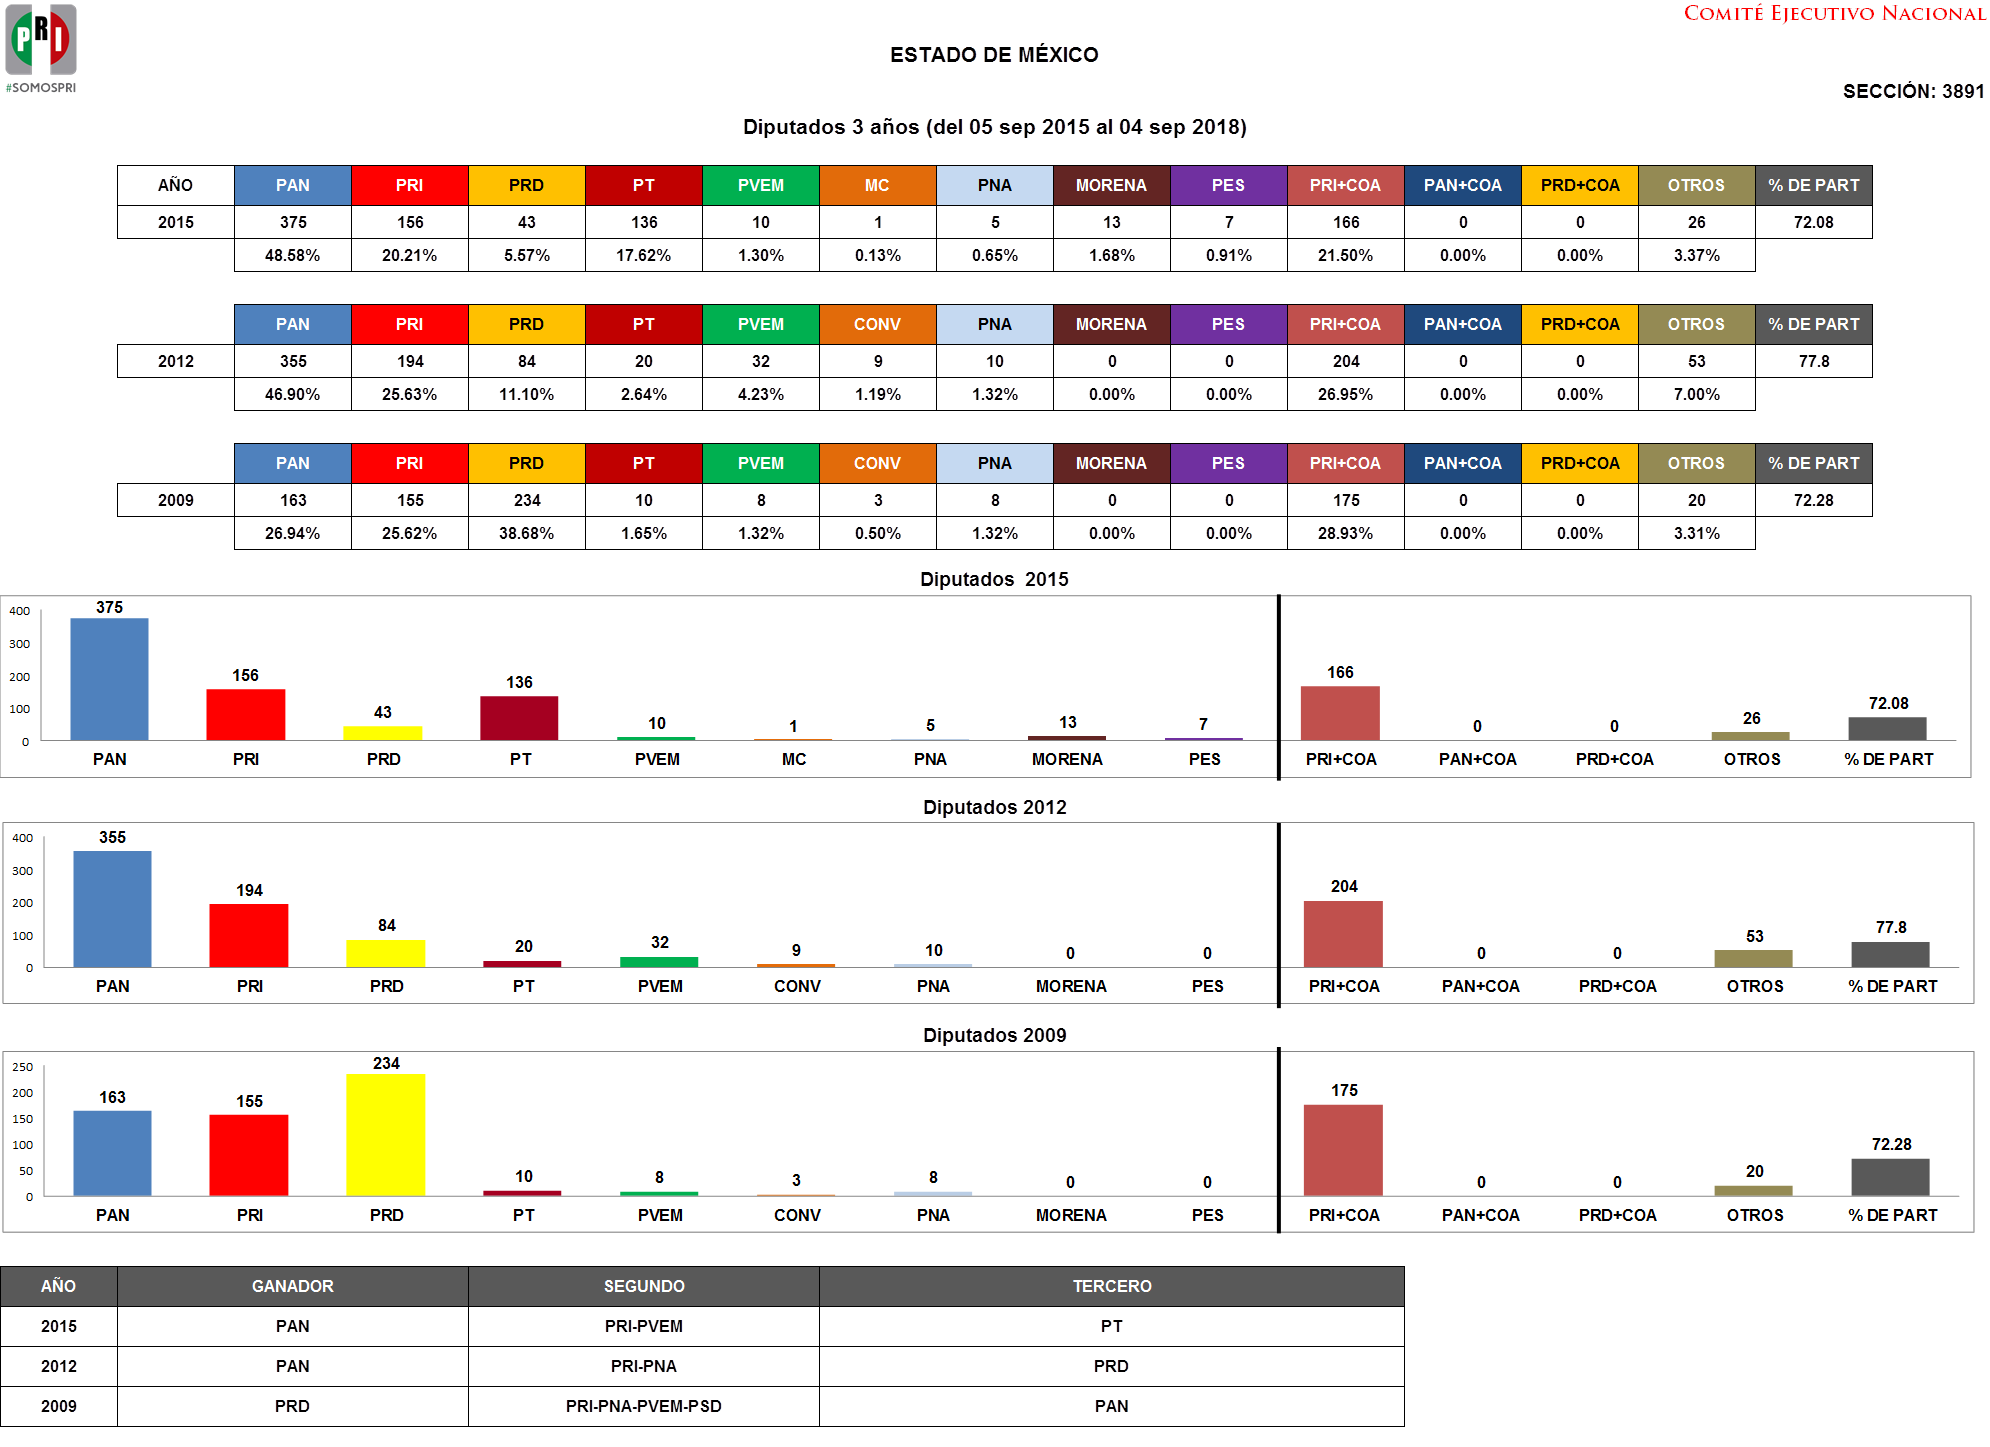 PRI
#SOMOSPRI
COMITÉ EJECUTIVO NACIONAL
ESTADO DE MÉXICO
SECCIÓN: 3891
Diputados 3 años (del 05 sep 2015 al 04 sep 2018)
AÑO PAN PRI PRD PT PVEM MC PNA MORENA PES PRI+COA PAN+COA PRD+COA OTROS % DE PART
2015 375 156 43 136 10 1 5 13 7 166 0 0 26 72.08
48.58% 20.21% 5.57% 17.62% 1.30% 0.13% 0.65% 1.68% 0.91% 21.50% 0.00% 0.00% 3.37%
PAN PRI PRD PT PVEM CONV PNA MORENA PES PRI+COA PAN+COA PRD+COA OTROS % DE PART
2012 355 194 84 20 32 9 10 0 0 204 0 0 53 77.8
46.90% 25.63% 11.10% 2.64% 4.23% 1.19% 1.32% 0.00% 0.00% 26.95% 0.00% 0.00% 7.00%
PAN PRI PRD PT PVEM CONV PNA MORENA PES PRI+COA PAN+COA PRD+COA OTROS % DE PART
2009 163 155 234 10 8 3 8 0 0 175 0 0 20 72.28
26.94% 25.62% 38.68% 1.65% 1.32% 0.50% 1.32% 0.00% 0.00% 28.93% 0.00% 0.00% 3.31%
Diputados 2015
400
300
200
100
0
375 156 43 136 10 1 5 13 7 166 0 0 26 72.08
PAN PRI PRD PT PVEM MC PNA MORENA PES PRI+COA PAN+COA PRD+COA OTROS % DE PART
Diputados 2012
400
300
200
100
0
355 194 84 20 32 9 10 0 0 204 0 0 53 77.8
PAN PRI PRD PT PVEM CONV PNA MORENA PES PRI+COA PAN+COA PRD+COA OTROS % DE PART
Diputados 2009
250
200
150
100
50
0
163 155 234 10 8 3 8 0 0 175 0 0 20 72.28
PAN PRI PRD PT PVEM CONV PNA MORENA PES PRI+COA PAN+COA PRD+COA OTROS % DE PART
AÑO GANADOR SEGUNDO TERCERO
2015 PAN PRI-PVEM PT
2012 PAN PRI-PNA PRD
2009 PRD PRI-PNA-PVEM-PSD PAN